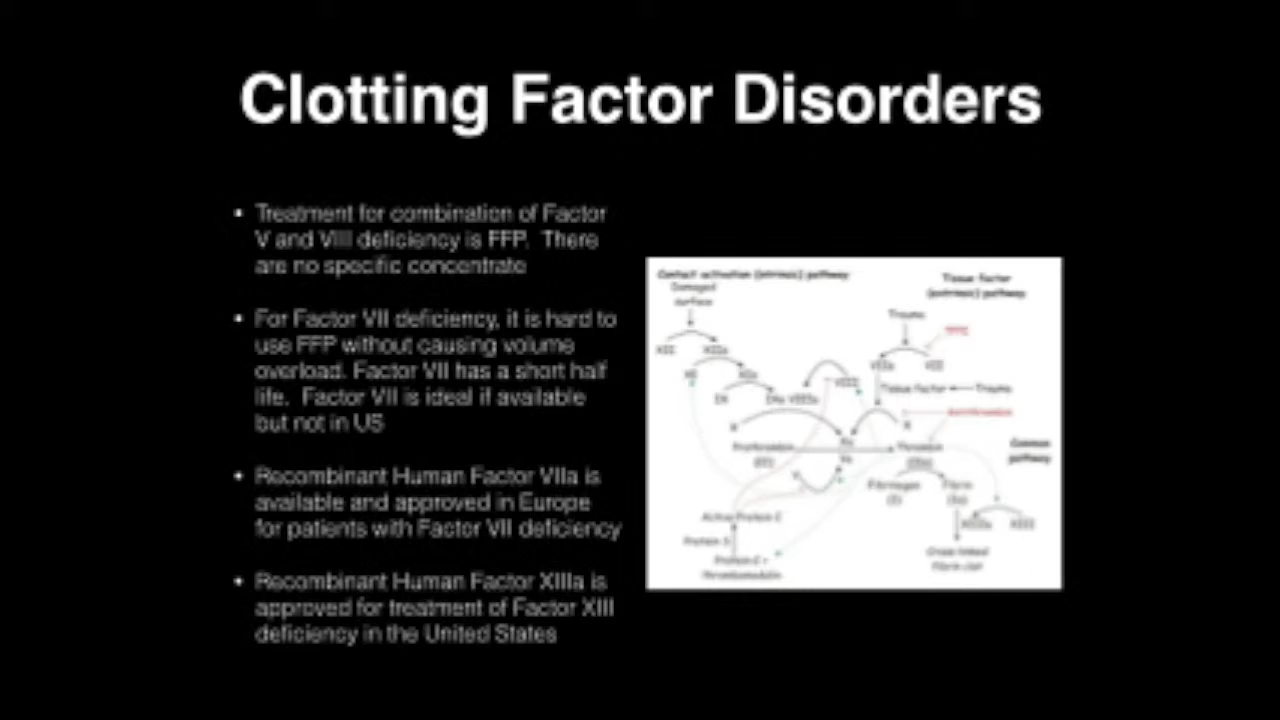 Clotting Factor Disorders
• Treatment for combination of Factor
V and VIII deficiency is FFP. There
are no specific concentrate
• For Factor VII deficiency, it is hard to
use FFP without causing volume
overload. Factor VII has a short half
life. Factor VII is ideal if available
but not in US
• Recombinant Human Factor VIIa is
available and approved in Europe
for patients with Factor VII deficiency
• Recombinant Human Factor XIIIa is
approved for treatment of Factor XIII
deficiency in the United States
Contact activation (intrinsic) pathway
Damaged
surface
Tissue factor
(extrinsic) pathway
Trauma
XII
XIIa
VIIa
VII
XIa
VIII
Tissue factor
Trauma
IX
IXa VIIIa
X
X
Antithrombin
Prothrombin
(II)
Xa
Va
Thrombin
(IIa)
Common
pathway
V
Fibrinogen
(I)
Fibrin
(Ia)
Active Protein C
XIIIa
XIII
Protein S
Protein C +
Thrombomodulin
Cross-linked
fibrin clot